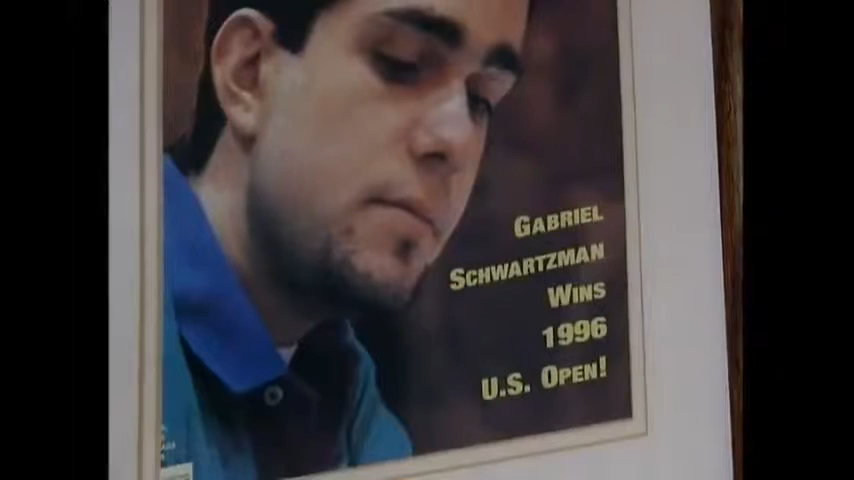 GABRIEL
SCHWARTZMAN
WINS
1996
U.S. OPEN!